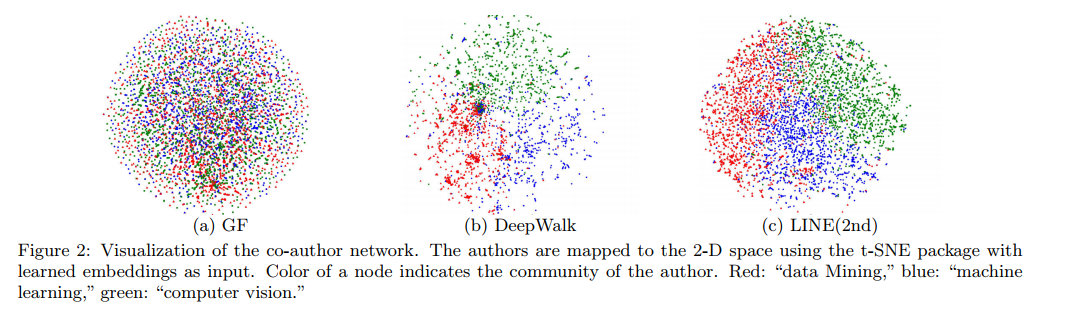 (a) GF
(b) DeepWalk
(c) LINE(2nd)
Figure 2: Visualization of the co-author network. The authors are mapped to the 2-D space using the t-SNE package with
learned embeddings as input. Color of a node indicates the community of the author. Red: “data Mining,” blue: “machine
learning,” green: “computer vision.”